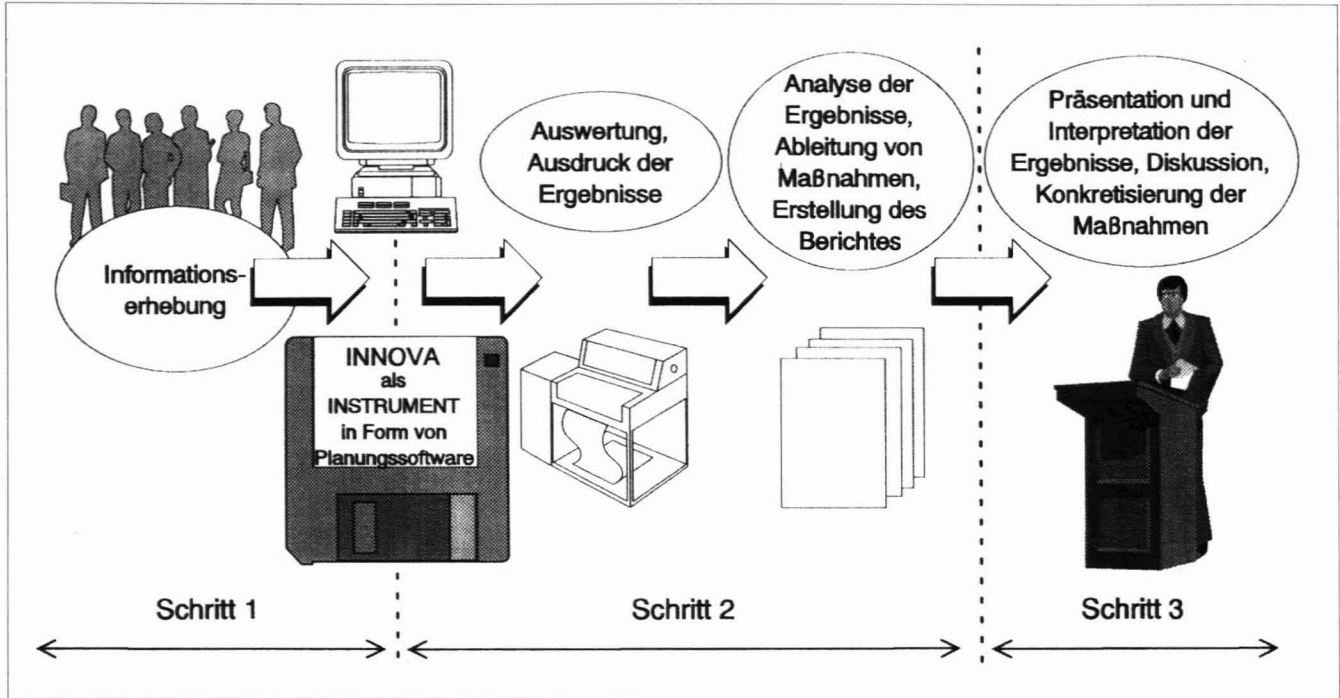 Informations-
erhebung
INNOVA
als
INSTRUMENT
in Form von
Planungssoftware
Auswertung,
Ausdruck der
Ergebnisse
Analyse der
Ergebnisse,
Ableitung von
Maßnahmen,
Erstellung des
Berichtes
Präsentation und
Interpretation der
Ergebnisse, Diskussion,
Konkretisierung der
Maßnahmen
Schritt 1
Schritt 2
Schritt 3